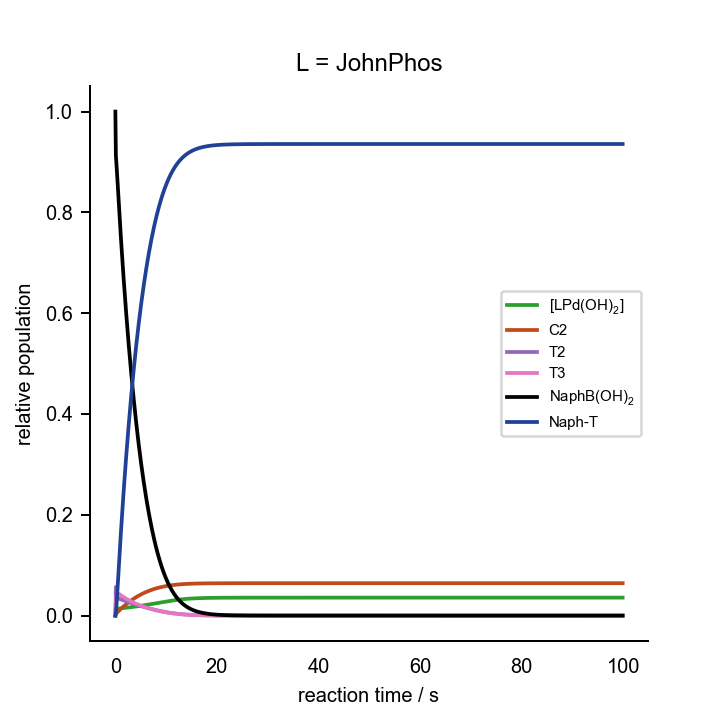 L = JohnPhos
1.0
0.8
0.6
0.4
0.2
0.0
relative population
[LPd(OH)₂]
C2
T2
T3
NaphB(OH)₂
Naph-T
0 20 40 60 80 100
reaction time / s